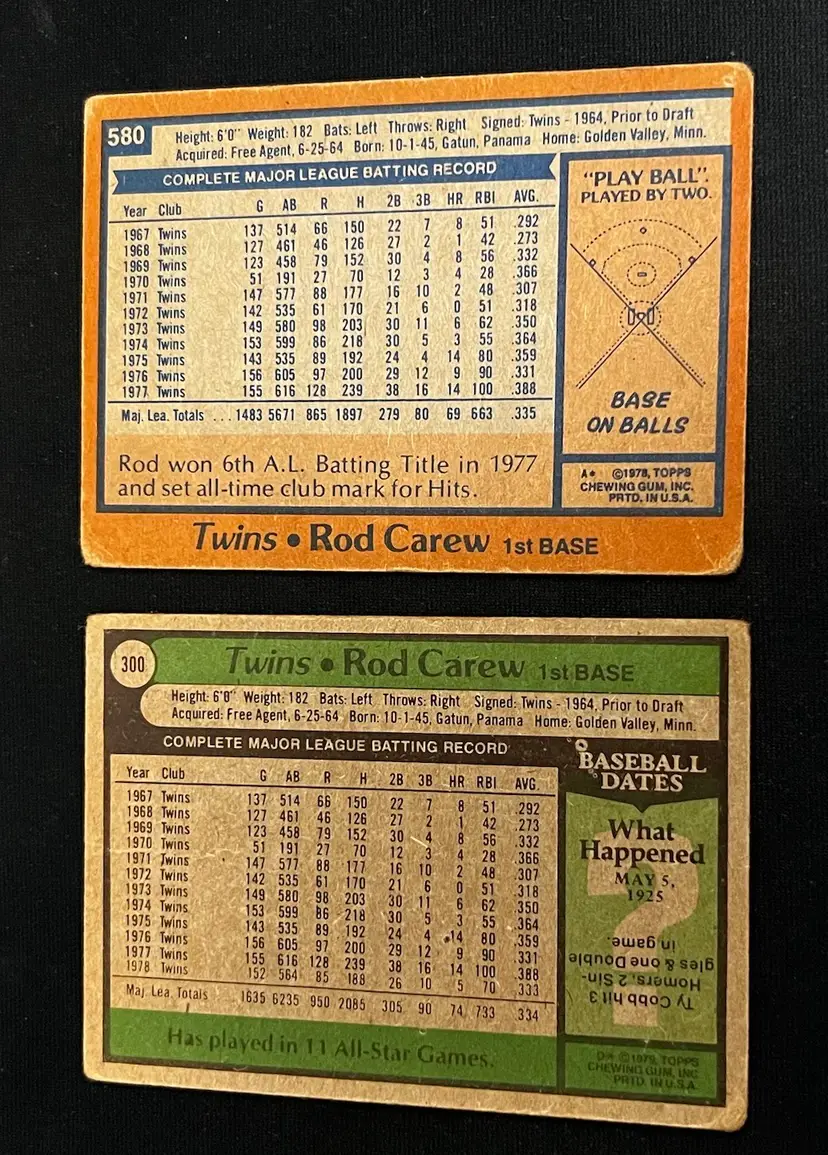 580
Height: 6'0" Weight: 182 Bats: Left Throws: Right Signed: Twins - 1964, Prior to Draft
Acquired: Free Agent, 6-25-64 Born: 10-1-45, Gatun, Panama Home: Golden Valley, Minn.
COMPLETE MAJOR LEAGUE BATTING RECORD
Year Club G AB R H 2B 3B HR RBI AVG.
1967 Twins 137 514 66 150 22 7 8 51 .292
1968 Twins 127 461 46 126 27 2 1 42 .273
1969 Twins 123 458 79 152 30 4 8 56 .332
1970 Twins 51 191 27 70 12 3 4 28 .366
1971 Twins 147 577 88 177 16 10 2 48 .307
1972 Twins 142 535 61 170 21 6 0 51 .318
1973 Twins 149 580 98 203 30 11 6 62 .350
1974 Twins 153 599 86 218 30 5 3 55 .364
1975 Twins 143 535 89 192 24 4 14 80 .359
1976 Twins 156 605 97 200 29 12 9 90 .331
1977 Twins 155 616 128 239 38 16 14 100 .388
Maj. Lea. Totals ... 1483 5671 865 1897 279 80 69 663 .335
Rod won 6th A.L. Batting Title in 1977
and set all-time club mark for Hits.
"PLAY BALL".
PLAYED BY TWO.
BASE
ON BALLS
A* ©1978, TOPPS
CHEWING GUM, INC.
PRTD. IN U.S.A.
Twins • Rod Carew 1st BASE
300
Twins • Rod Carew 1st BASE
Height: 6'0" Weight: 182 Bats: Left Throws: Right Signed: Twins - 1964, Prior to Draft
Acquired: Free Agent, 6-25-64 Born: 10-1-45, Gatun, Panama Home: Golden Valley, Minn.
COMPLETE MAJOR LEAGUE BATTING RECORD
Year Club G AB R H 2B 3B HR RBI AVG.
1967 Twins 137 514 66 150 22 7 8 51 .292
1968 Twins 127 461 46 126 27 2 1 42 .273
1969 Twins 123 458 79 152 30 4 8 56 .332
1970 Twins 51 191 27 70 12 3 4 28 .366
1971 Twins 147 577 88 177 16 10 2 48 .307
1972 Twins 142 535 61 170 21 6 0 51 .318
1973 Twins 149 580 98 203 30 11 6 62 .350
1974 Twins 153 599 86 218 30 5 3 55 .364
1975 Twins 143 535 89 192 24 4 14 80 .359
1976 Twins 156 605 97 200 29 12 9 90 .331
1977 Twins 155 616 128 239 38 16 14 100 .388
1978 Twins 152 564 85 188 26 10 5 70 .333
Maj. Lea. Totals 1635 6235 950 2085 305 90 74 733 .334
Has played in 11 All-Star Games.
BASEBALL
DATES
What
Happened
MAY 5,
1925
?
Ty Cobb hit 3
Homers, 2 Sin-
gles & one Double
in game.
D* ©1979, TOPPS
CHEWING GUM, INC.
PRTD. IN U.S.A.